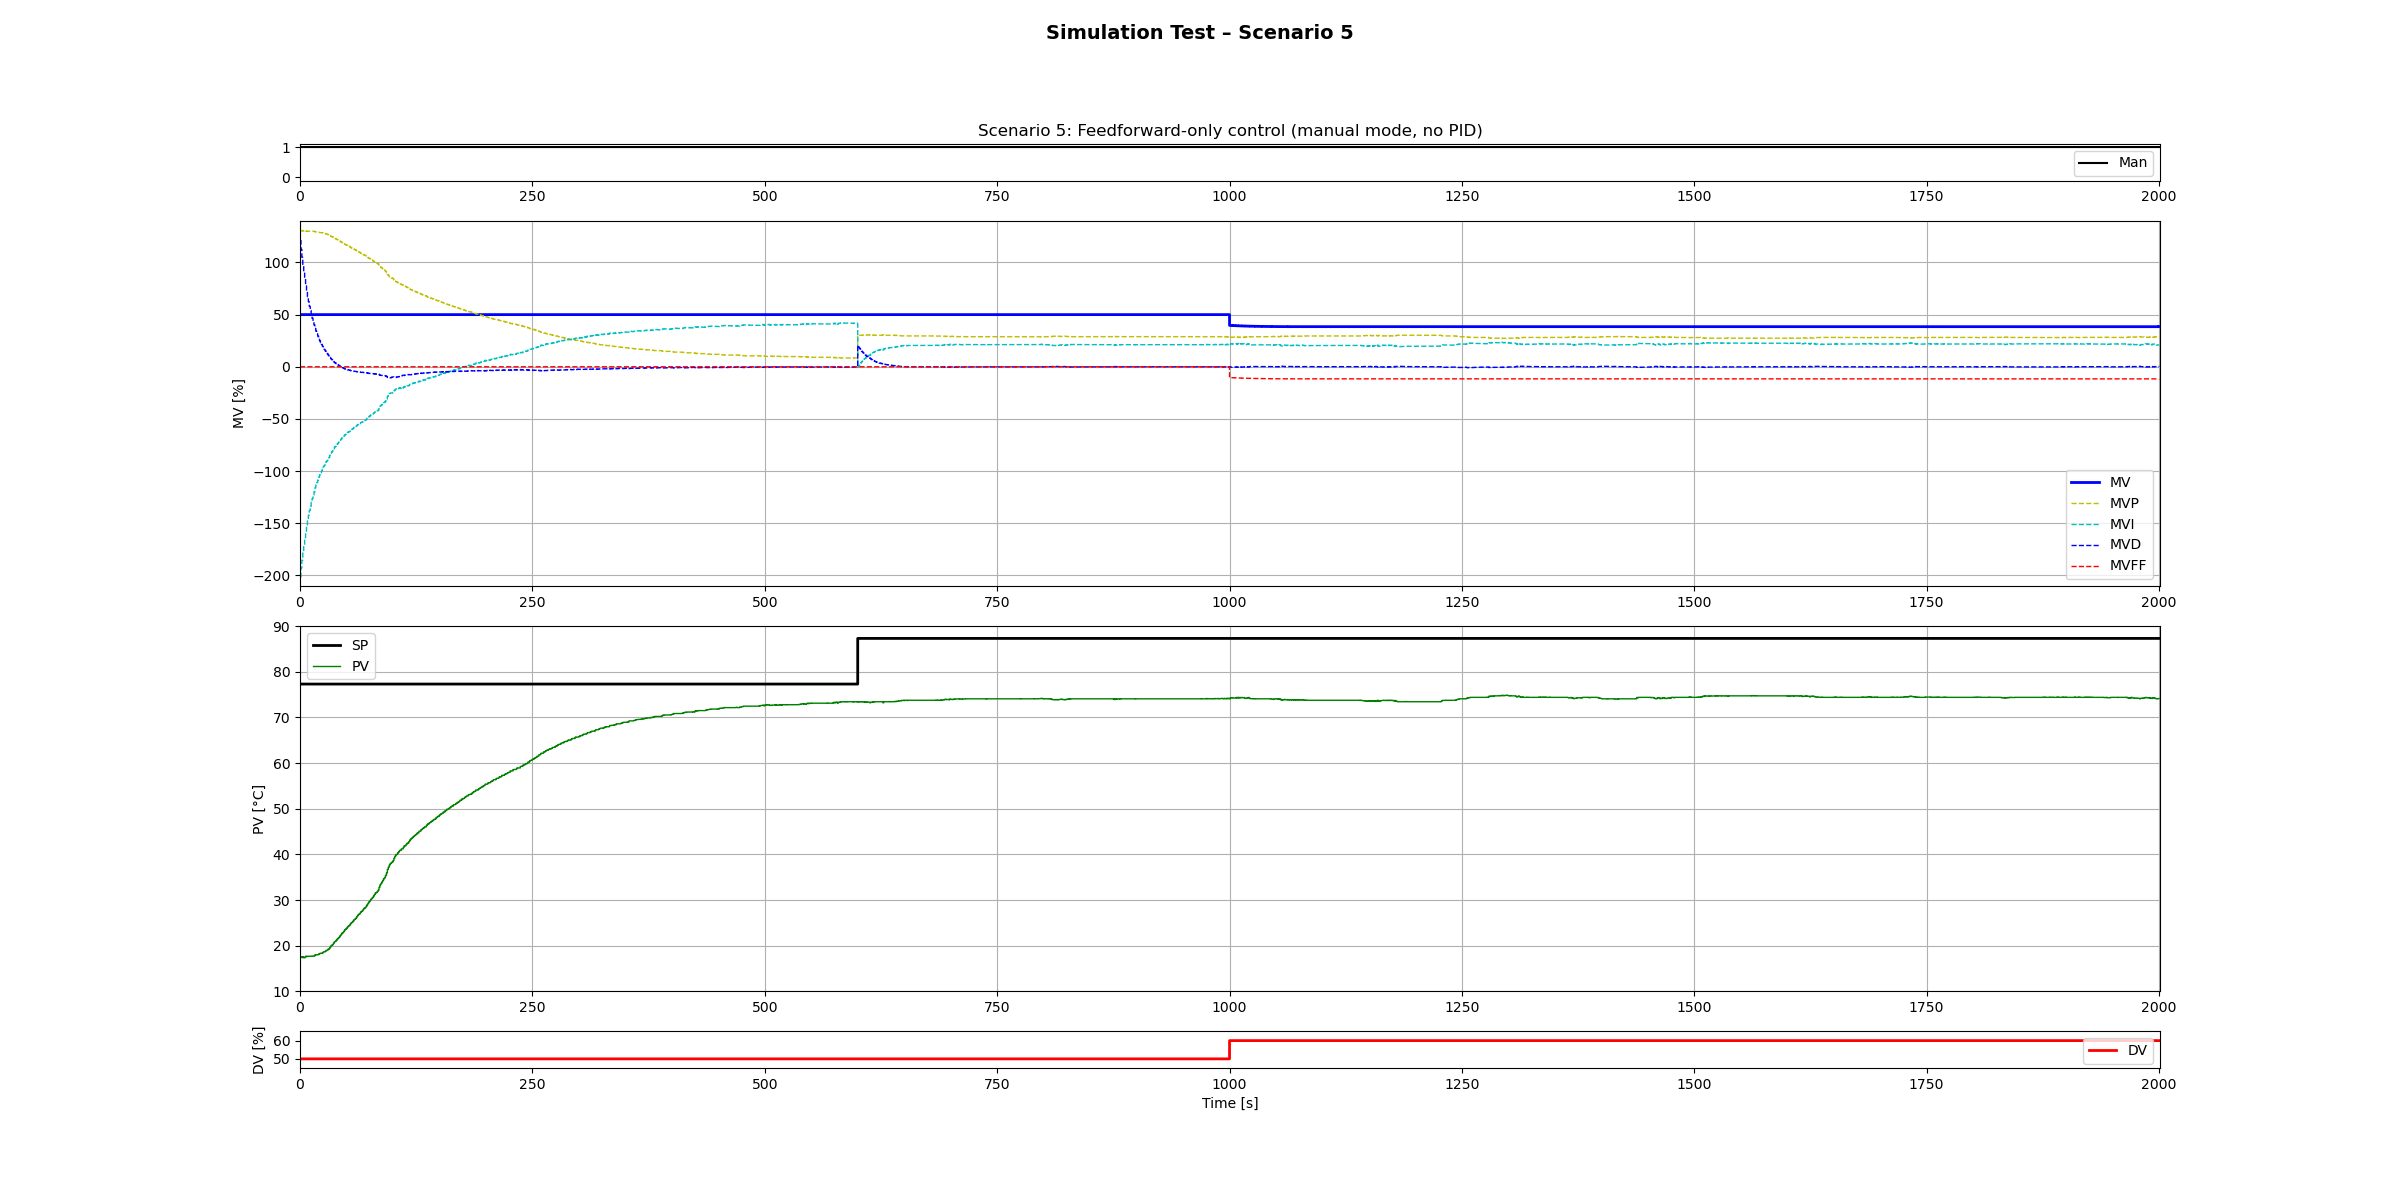 Simulation Test – Scenario 5
Scenario 5: Feedforward-only control (manual mode, no PID)
1
0
Man
0 250 500 750 1000 1250 1500 1750 2000
MV [%]
100
50
0
−50
−100
−150
−200
MV
MVP
MVI
MVD
MVFF
0 250 500 750 1000 1250 1500 1750 2000
PV [°C]
90
80
70
60
50
40
30
20
10
SP
PV
0 250 500 750 1000 1250 1500 1750 2000
DV [%]
60
50
DV
0 250 500 750 1000 1250 1500 1750 2000
Time [s]